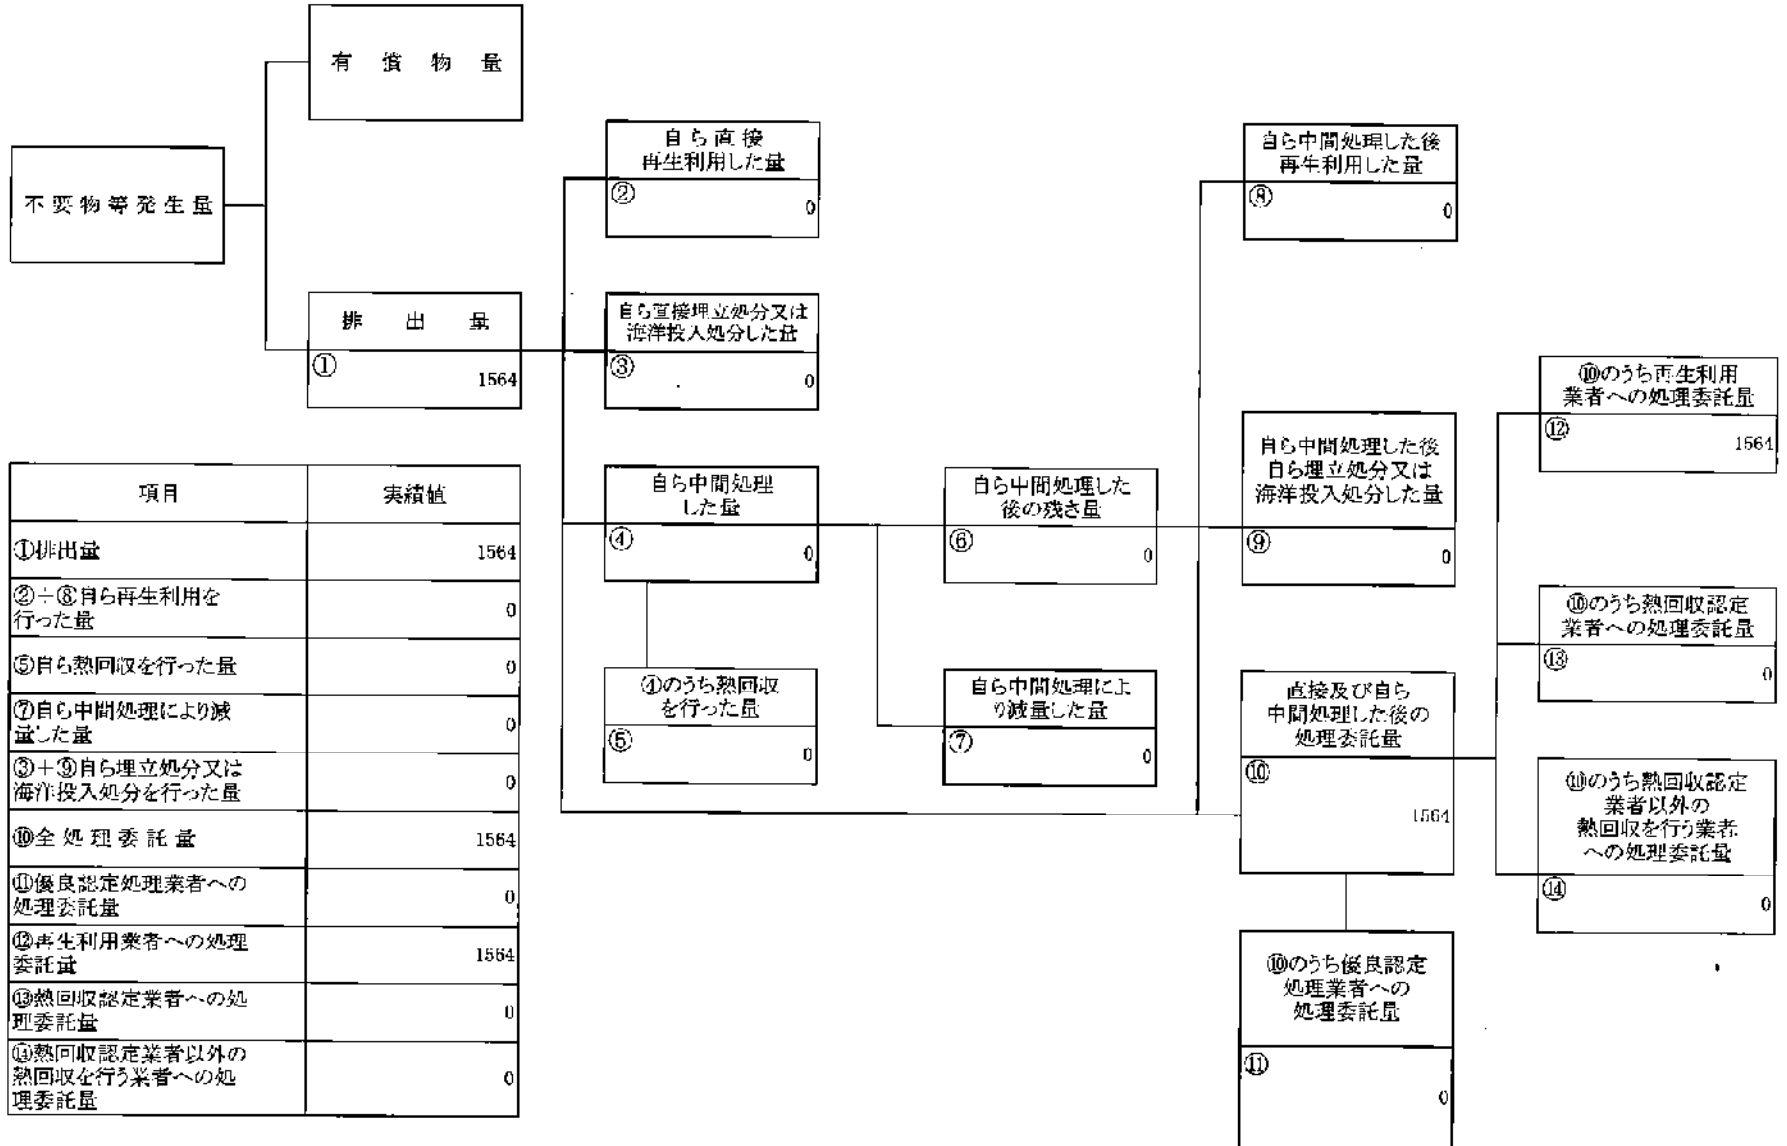 有償物量
不要物等発生量
排出量
①
1564
自ら直接
再生利用した量
②
0
自ら直接埋立処分又は
海洋投入処分した量
③
0
自ら中間処理
した量
④
0
④のうち熱回収
を行った量
⑤
0
自ら中間処理した
後の残さ量
⑥
0
自ら中間処理によ
り減量した量
⑦
0
自ら中間処理した後
再生利用した量
⑧
0
自ら中間処理した後
自ら埋立処分又は
海洋投入処分した量
⑨
0
直接及び自ら
中間処理した後の
処理委託量
⑩
1564
⑩のうち優良認定
処理業者への
処理委託量
⑪
0
⑩のうち再生利用
業者への処理委託量
⑫
1564
⑩のうち熱回収認定
業者への処理委託量
⑬
0
⑩のうち熱回収認定
業者以外の
熱回収を行う業者
への処理委託量
⑭
0
項目 実績値
①排出量 1564
②+⑧自ら再生利用を
行った量 0
⑤自ら熱回収を行った量 0
⑦自ら中間処理により減
量した量 0
③+⑨自ら埋立処分又は
海洋投入処分を行った量 0
⑩全処理委託量 1564
⑪優良認定処理業者への
処理委託量 0
⑫再生利用業者への処理
委託量 1564
⑬熱回収認定業者への処
理委託量 0
⑭熱回収認定業者以外の
熱回収を行う業者への処
理委託量 0